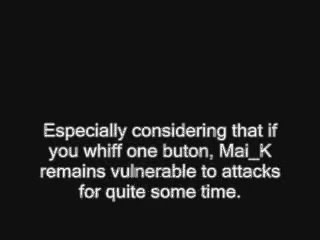 Especially considering that if
you whiff one buton, Mai_K
remains vulnerable to attacks
for quite some time.